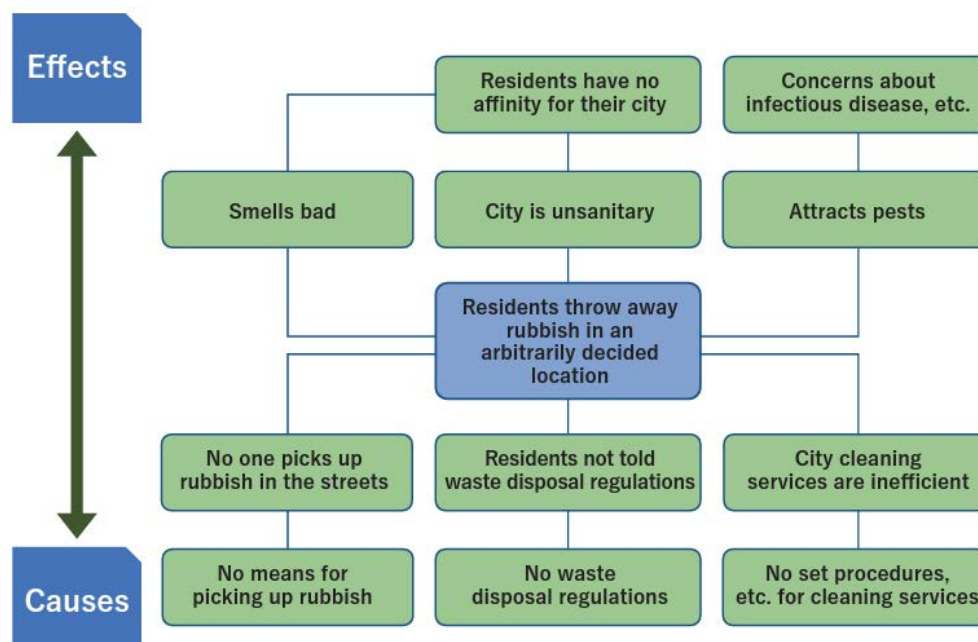 Effects
Residents have no
affinity for their city
Concerns about
infectious disease, etc.
Smells bad
City is unsanitary
Attracts pests
Residents throw away
rubbish in an
arbitrarily decided
location
No one picks up
rubbish in the streets
Residents not told
waste disposal regulations
City cleaning
services are inefficient
Causes
No means for
picking up rubbish
No waste
disposal regulations
No set procedures,
etc. for cleaning services